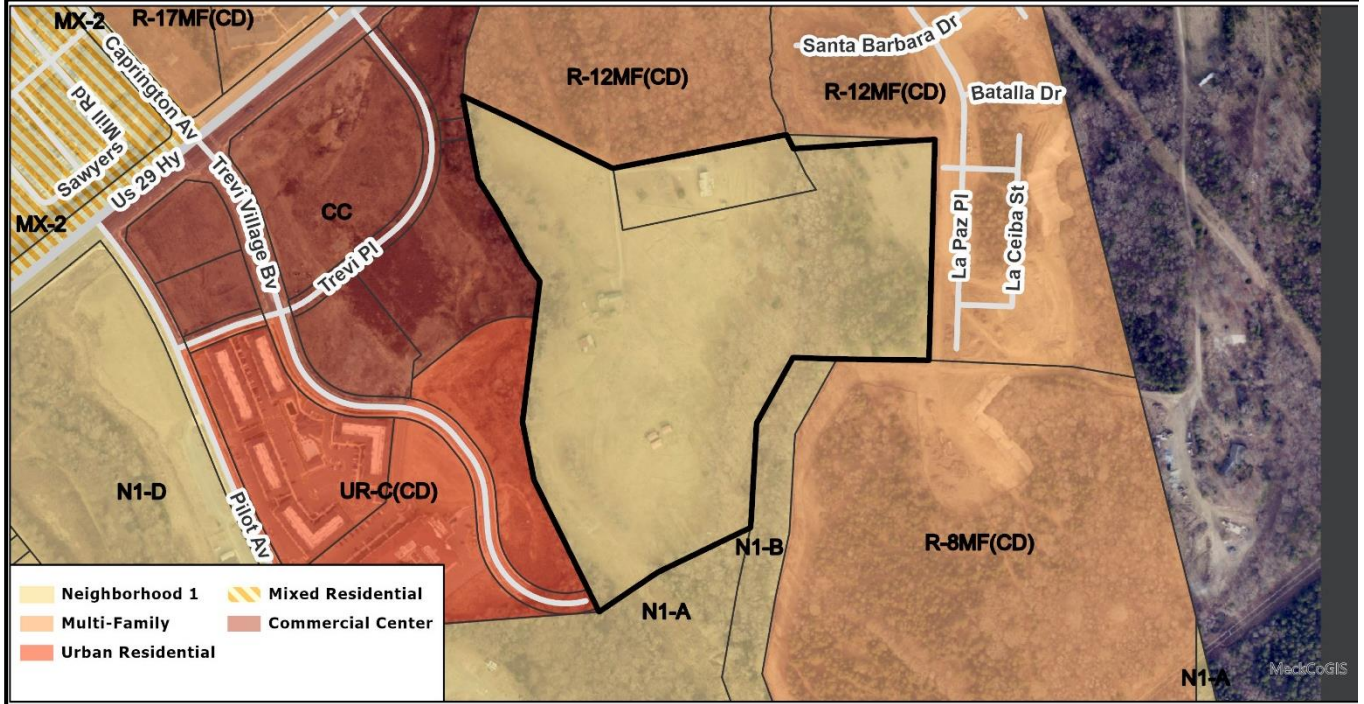 MX-2
R-17MF(CD)
Caprington Av
Santa Barbara Dr
R-12MF(CD)
R-12MF(CD)
Batalla Dr
Sawyers Mill Rd
Us 29 Hy
Trevi Village Bv
CC
MX-2
Trevi Pl
La Paz Pl
La Ceiba St
N1-D
Pilot Av
UR-C(CD)
N1-B
R-8MF(CD)
N1-A
N1-A
Neighborhood 1
Mixed Residential
Multi-Family
Commercial Center
Urban Residential
MeckCoGIS